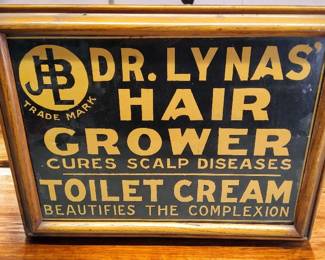 JBL
TRADE MARK
DR. LYNAS'
HAIR
GROWER
CURES SCALP DISEASES
TOILET CREAM
BEAUTIFIES THE COMPLEXION